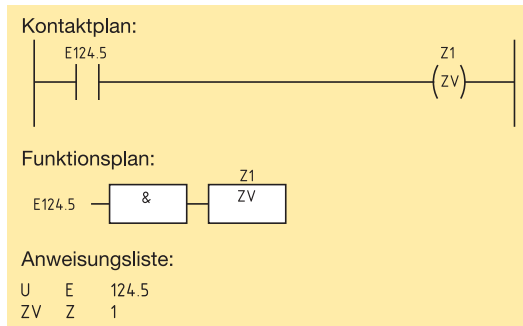 Kontaktplan:
E124.5 Z1
ZV
Funktionsplan:
Z1
E124.5 & ZV
Anweisungsliste:
U E 124.5
ZV Z 1